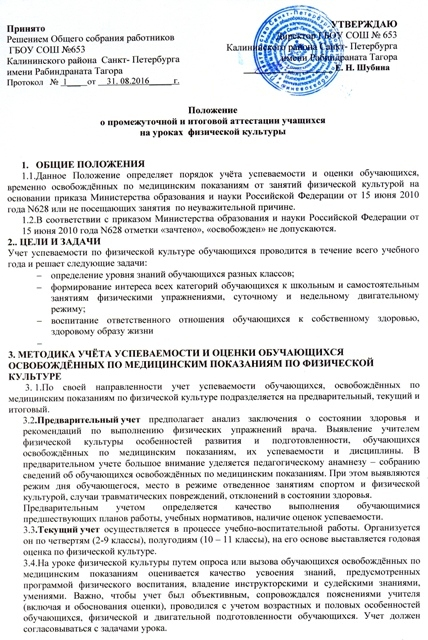 Принято
Решением Общего собрания работников
ГБОУ СОШ №653
Калининского района Санкт- Петербурга
имени Рабиндраната Тагора
Протокол № 1 от 31.08.2016 г.
УТВЕРЖДАЮ
Директор ГБОУ СОШ № 653
Калининского района Санкт- Петербурга
имени Рабиндраната Тагора
Е. Н. Шубина
Положение
о промежуточной и итоговой аттестации учащихся
на уроках физической культуры
1. ОБЩИЕ ПОЛОЖЕНИЯ
1.1.Данное Положение определяет порядок учёта успеваемости и оценки обучающихся,
временно освобождённых по медицинским показаниям от занятий физической культурой на
основании приказа Министерства образования и науки Российской Федерации от 15 июня 2010
года N628 или не посещающих занятия по неуважительной причине.
1.2.В соответствии с приказом Министерства образования и науки Российской Федерации от
15 июня 2010 года N628 отметки «зачтено», «освобожден» не допускаются.
2.. ЦЕЛИ И ЗАДАЧИ
Учет успеваемости по физической культуре обучающихся проводится в течение всего учебного
года и решает следующие задачи:
– определение уровня знаний обучающихся разных классов;
– формирование интереса всех категорий обучающихся к школьным и самостоятельным
занятиям физическими упражнениями, суточному и недельному двигательному
режиму;
– воспитание ответственного отношения обучающихся к собственному здоровью,
здоровому образу жизни
–
3. МЕТОДИКА УЧЁТА УСПЕВАЕМОСТИ И ОЦЕНКИ ОБУЧАЮЩИХСЯ
ОСВОБОЖДЁННЫХ ПО МЕДИЦИНСКИМ ПОКАЗАНИЯМ ПО ФИЗИЧЕСКОЙ
КУЛЬТУРЕ
3. 1.По своей направленности учет успеваемости обучающихся, освобождённых по
медицинским показаниям по физической культуре подразделяется на предварительный, текущий и
итоговый.
3.2.Предварительный учет предполагает анализ заключения о состоянии здоровья и
рекомендаций по выполнению физических упражнений врача. Выявление учителем
физической культуры особенностей развития и подготовленности, обучающихся
освобождённых по медицинским показаниям, их успеваемости и дисциплины. В
предварительном учете большое внимание уделяется педагогическому анамнезу – собранию
сведений об обучающихся освобождённых по медицинским показаниям. При этом выявляются
режим дня обучающегося, место в режиме отведенное занятиям спортом и физической
культурой, случаи травматических повреждений, отклонений в состоянии здоровья.
Предварительным учетом определяется качество выполнения обучающимися
предшествующих планов работы, учебных нормативов, наличие оценок успеваемости.
3.3.Текущий учет осуществляется в процессе учебно-воспитательной работы. Организуется
он по четвертям (2-9 классы), полугодиям (10 – 11 классы), на его основе выставляется годовая
оценка по физической культуре.
3.4.На уроке физической культуры путем опроса или вызова обучающихся освобождённых по
медицинским показаниям оценивается качество усвоения знаний, предусмотренных
программой физического воспитания, владение инструкторскими и судейскими знаниями,
умениями. Важно, чтобы учет был объективным, сопровождался пояснениями учителя
(включая и обоснования оценки), проводился с учетом возрастных и половых особенностей
обучающихся, физической и двигательной подготовленности обучающихся. Учет должен
согласовываться с задачами урока.